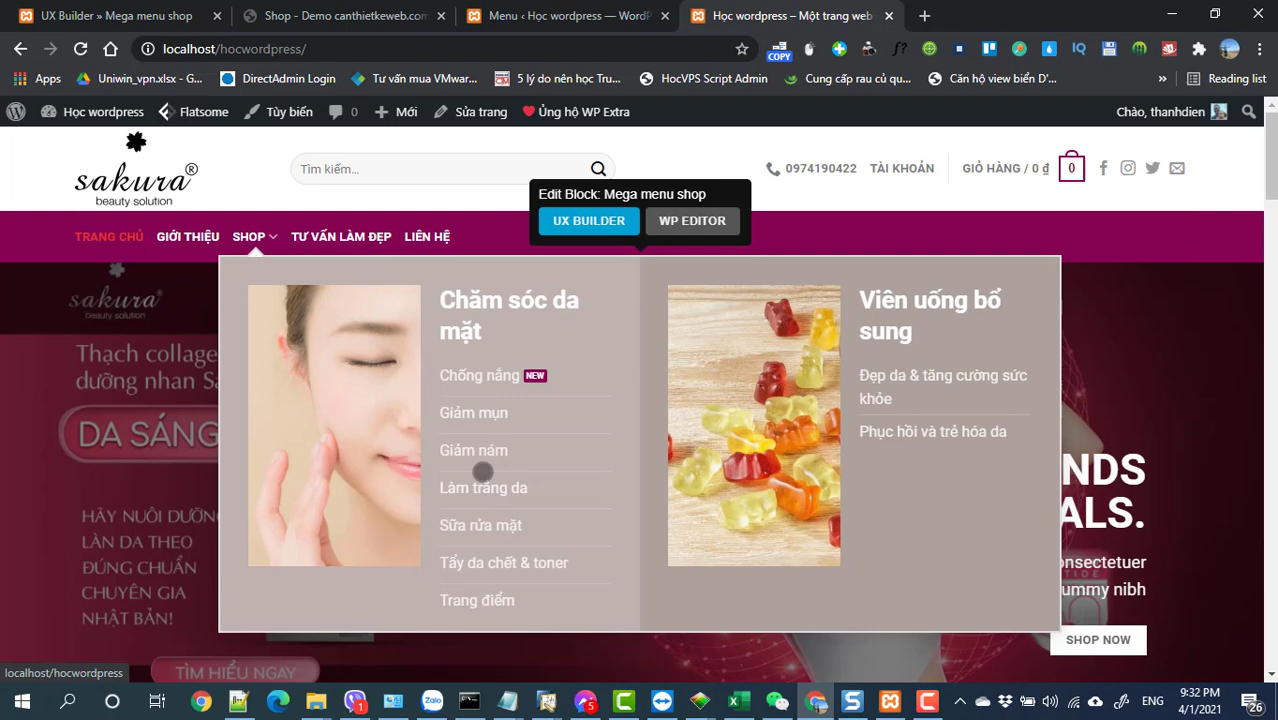 UX Builder » Mega menu shop
Shop - Demo canthietkeweb.com
Menu ‹ Học wordpress — WordP
Học wordpress – Một trang web
localhost/hocwordpress/
COPY
Apps
Uniwin_vpn.xlsx - G...
DirectAdmin Login
Tư vấn mua VMwar...
5 lý do nên học Tru...
HocVPS Script Admin
Cung cấp rau củ qu...
Căn hộ view biển D'...
Reading list
Học wordpress
Flatsome
Tùy biến
0
Mới
Sửa trang
Ủng hộ WP Extra
Chào, thanhdien
sakura®
beauty solution
Tìm kiếm...
0974190422
TÀI KHOẢN
GIỎ HÀNG / 0 ₫
0
Edit Block: Mega menu shop
UX BUILDER
WP EDITOR
TRANG CHỦ
GIỚI THIỆU
SHOP
TƯ VẤN LÀM ĐẸP
LIÊN HỆ
Chăm sóc da
mặt
Chống nắng NEW
Giảm mụn
Giảm nám
Làm trắng da
Sữa rửa mặt
Tẩy da chết & toner
Trang điểm
Viên uống bổ
sung
Đẹp da & tăng cường sức
khỏe
Phục hồi và trẻ hóa da
sakura
beauty solution
Thạch collage
dưỡng nhan Sa
DA SÁNG
HÃY NUÔI DƯỠNG
LÀN DA THEO
ĐÚNG CHUẨN
CHUYÊN GIA
NHẬT BẢN!
TÌM HIỂU NGAY
NDS
ALS.
onsectetuer
ummy nibh
SHOP NOW
localhost/hocwordpress
1
5
ENG
9:32 PM
4/1/2021
26